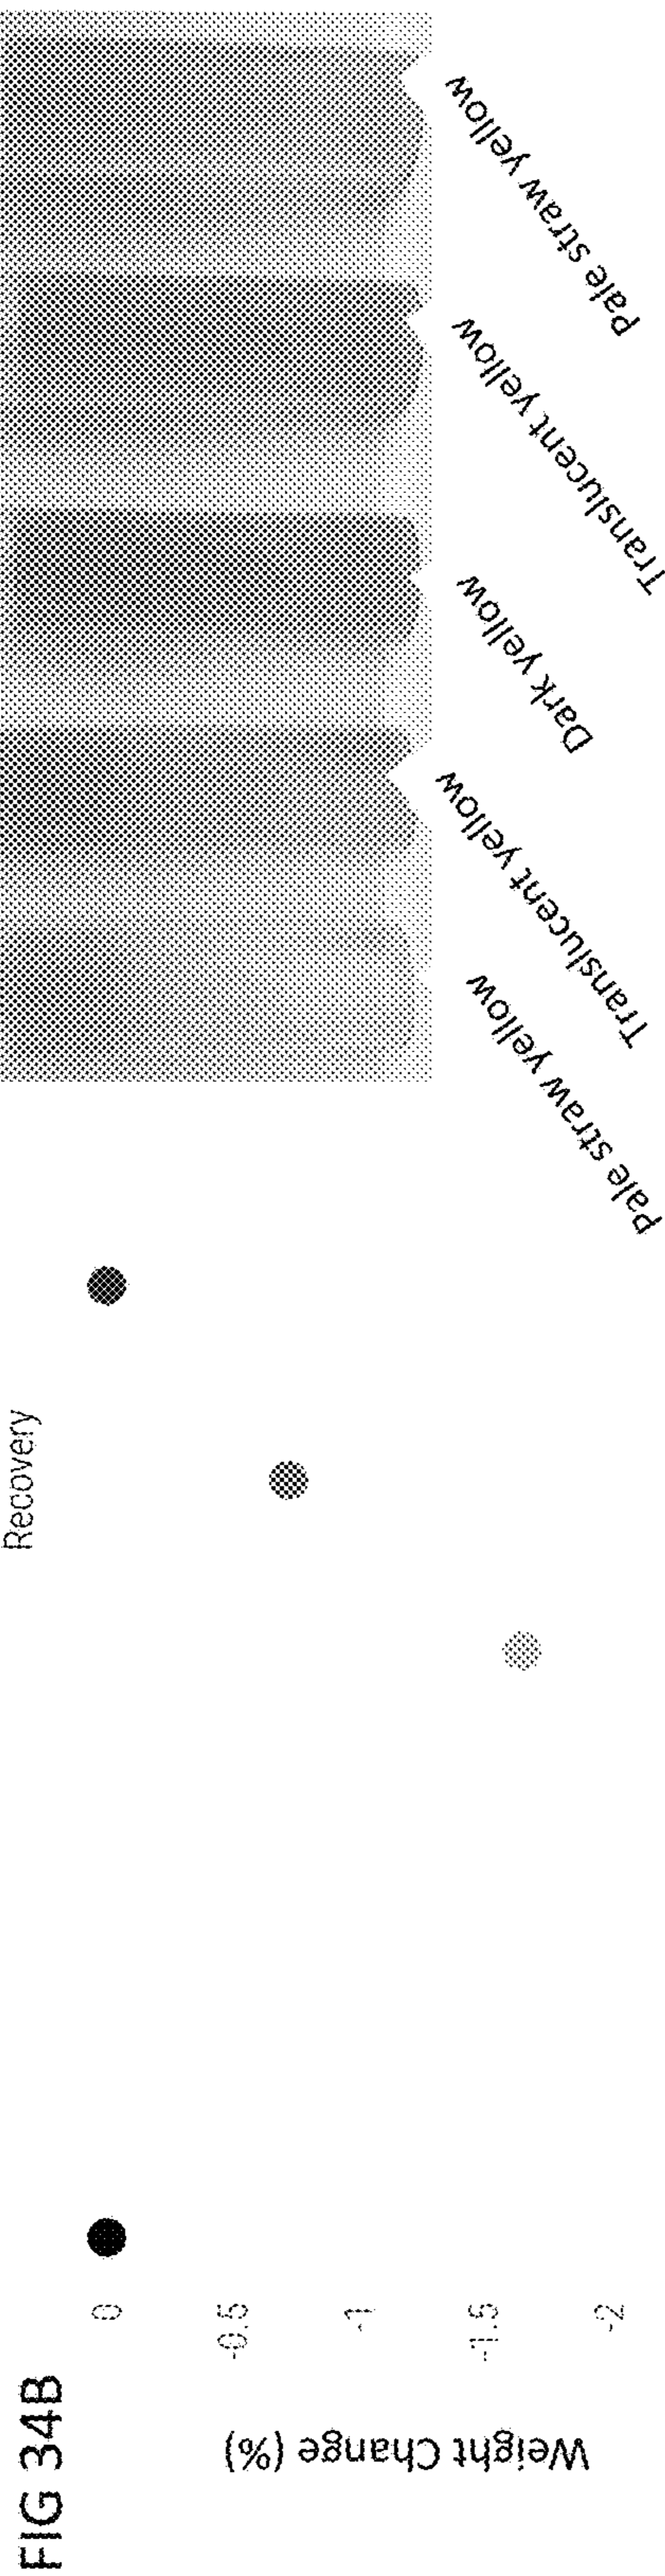 FIG 34B
Recovery
Weight Change (%)
0
-0.5
-1
-1.5
-2
Pale straw yellow
Translucent yellow
Dark yellow
Translucent yellow
Pale straw yellow